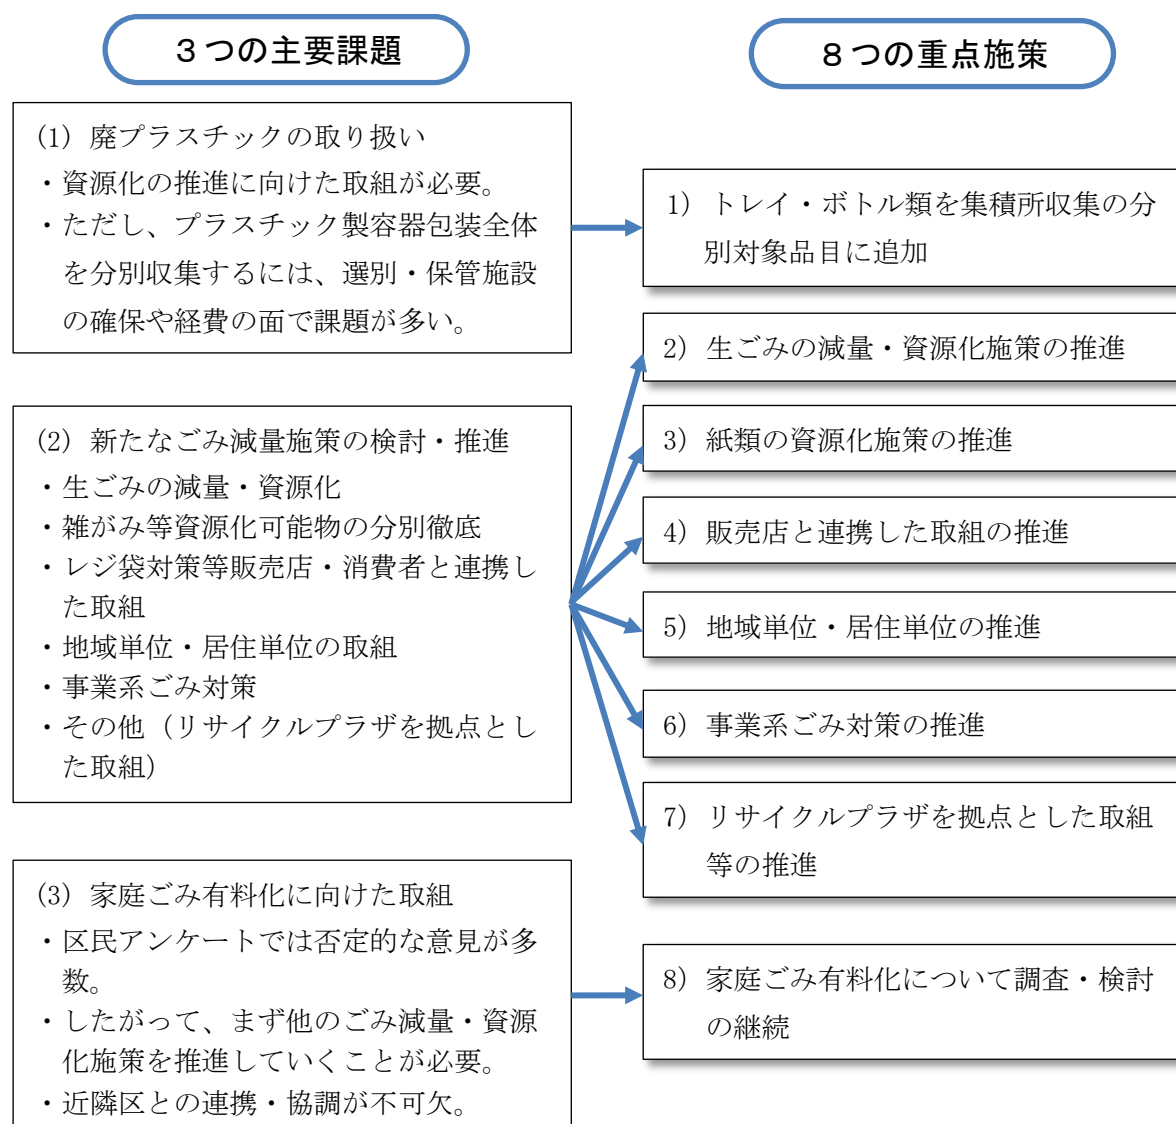 ３つの主要課題
(1) 廃プラスチックの取り扱い
・資源化の推進に向けた取組が必要。
・ただし、プラスチック製容器包装全体
を分別収集するには、選別・保管施設
の確保や経費の面で課題が多い。
(2) 新たなごみ減量施策の検討・推進
・生ごみの減量・資源化
・雑がみ等資源化可能物の分別徹底
・レジ袋対策等販売店・消費者と連携し
た取組
・地域単位・居住単位の取組
・事業系ごみ対策
・その他（リサイクルプラザを拠点とし
た取組）
(3) 家庭ごみ有料化に向けた取組
・区民アンケートでは否定的な意見が多
数。
・したがって、まず他のごみ減量・資源
化施策を推進していくことが必要。
・近隣区との連携・協調が不可欠。
８つの重点施策
1) トレイ・ボトル類を集積所収集の分
別対象品目に追加
2) 生ごみの減量・資源化施策の推進
3) 紙類の資源化施策の推進
4) 販売店と連携した取組の推進
5) 地域単位・居住単位の推進
6) 事業系ごみ対策の推進
7) リサイクルプラザを拠点とした取組
等の推進
8) 家庭ごみ有料化について調査・検討
の継続